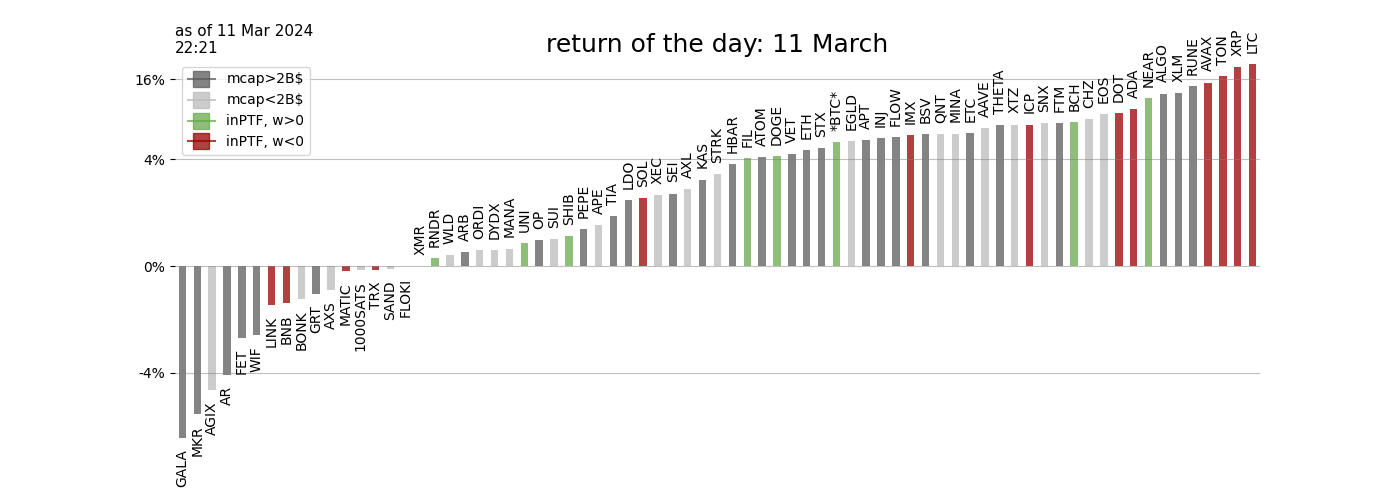 as of 11 Mar 2024
22:21
return of the day: 11 March
mcap>2B$
mcap<2B$
inPTF, w>0
inPTF, w<0
16%
4%
0%
-4%
GALA
MKR
AGIX
AR
FET
WIF
LINK
BNB
BONK
GRT
AXS
MATIC
1000SATS
TRX
SAND
FLOKI
XMR
RNDR
WLD
ARB
ORDI
DYDX
MANA
UNI
OP
SUI
SHIB
PEPE
APE
TIA
LDO
SOL
XEC
SEI
AXL
KAS
STRK
HBAR
FIL
ATOM
DOGE
VET
ETH
STX
*BTC*
EGLD
APT
INJ
FLOW
IMX
BSV
QNT
MINA
ETC
AAVE
THETA
XTZ
ICP
SNX
FTM
BCH
CHZ
EOS
DOT
ADA
NEAR
ALGO
XLM
RUNE
AVAX
TON
XRP
LTC